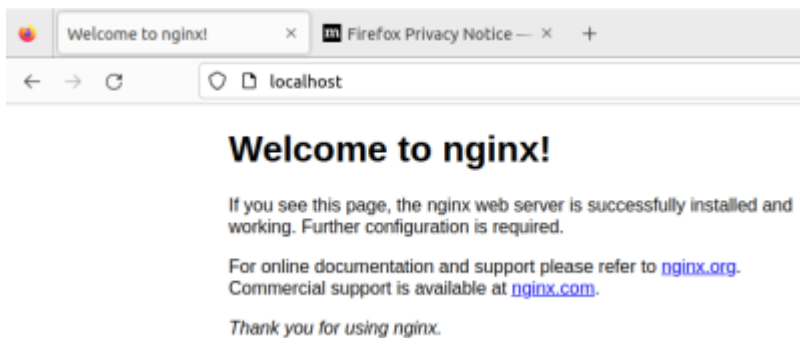 Welcome to nginx!
Firefox Privacy Notice —
localhost
Welcome to nginx!
If you see this page, the nginx web server is successfully installed and
working. Further configuration is required.
For online documentation and support please refer to nginx.org.
Commercial support is available at nginx.com.
Thank you for using nginx.